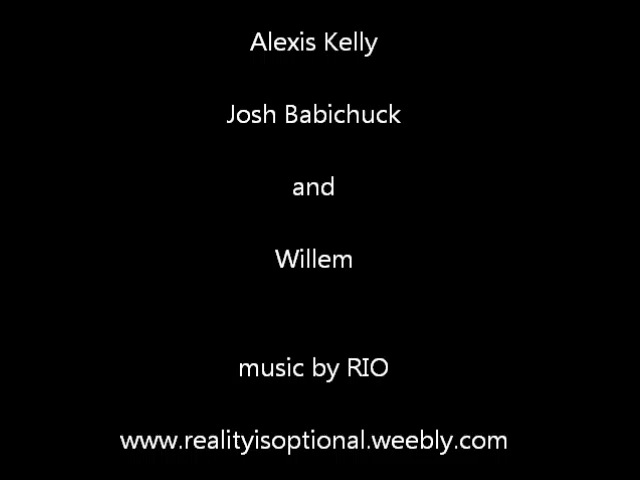 Alexis Kelly
Josh Babichuck
and
Willem
music by RIO
www.realityisoptional.weebly.com